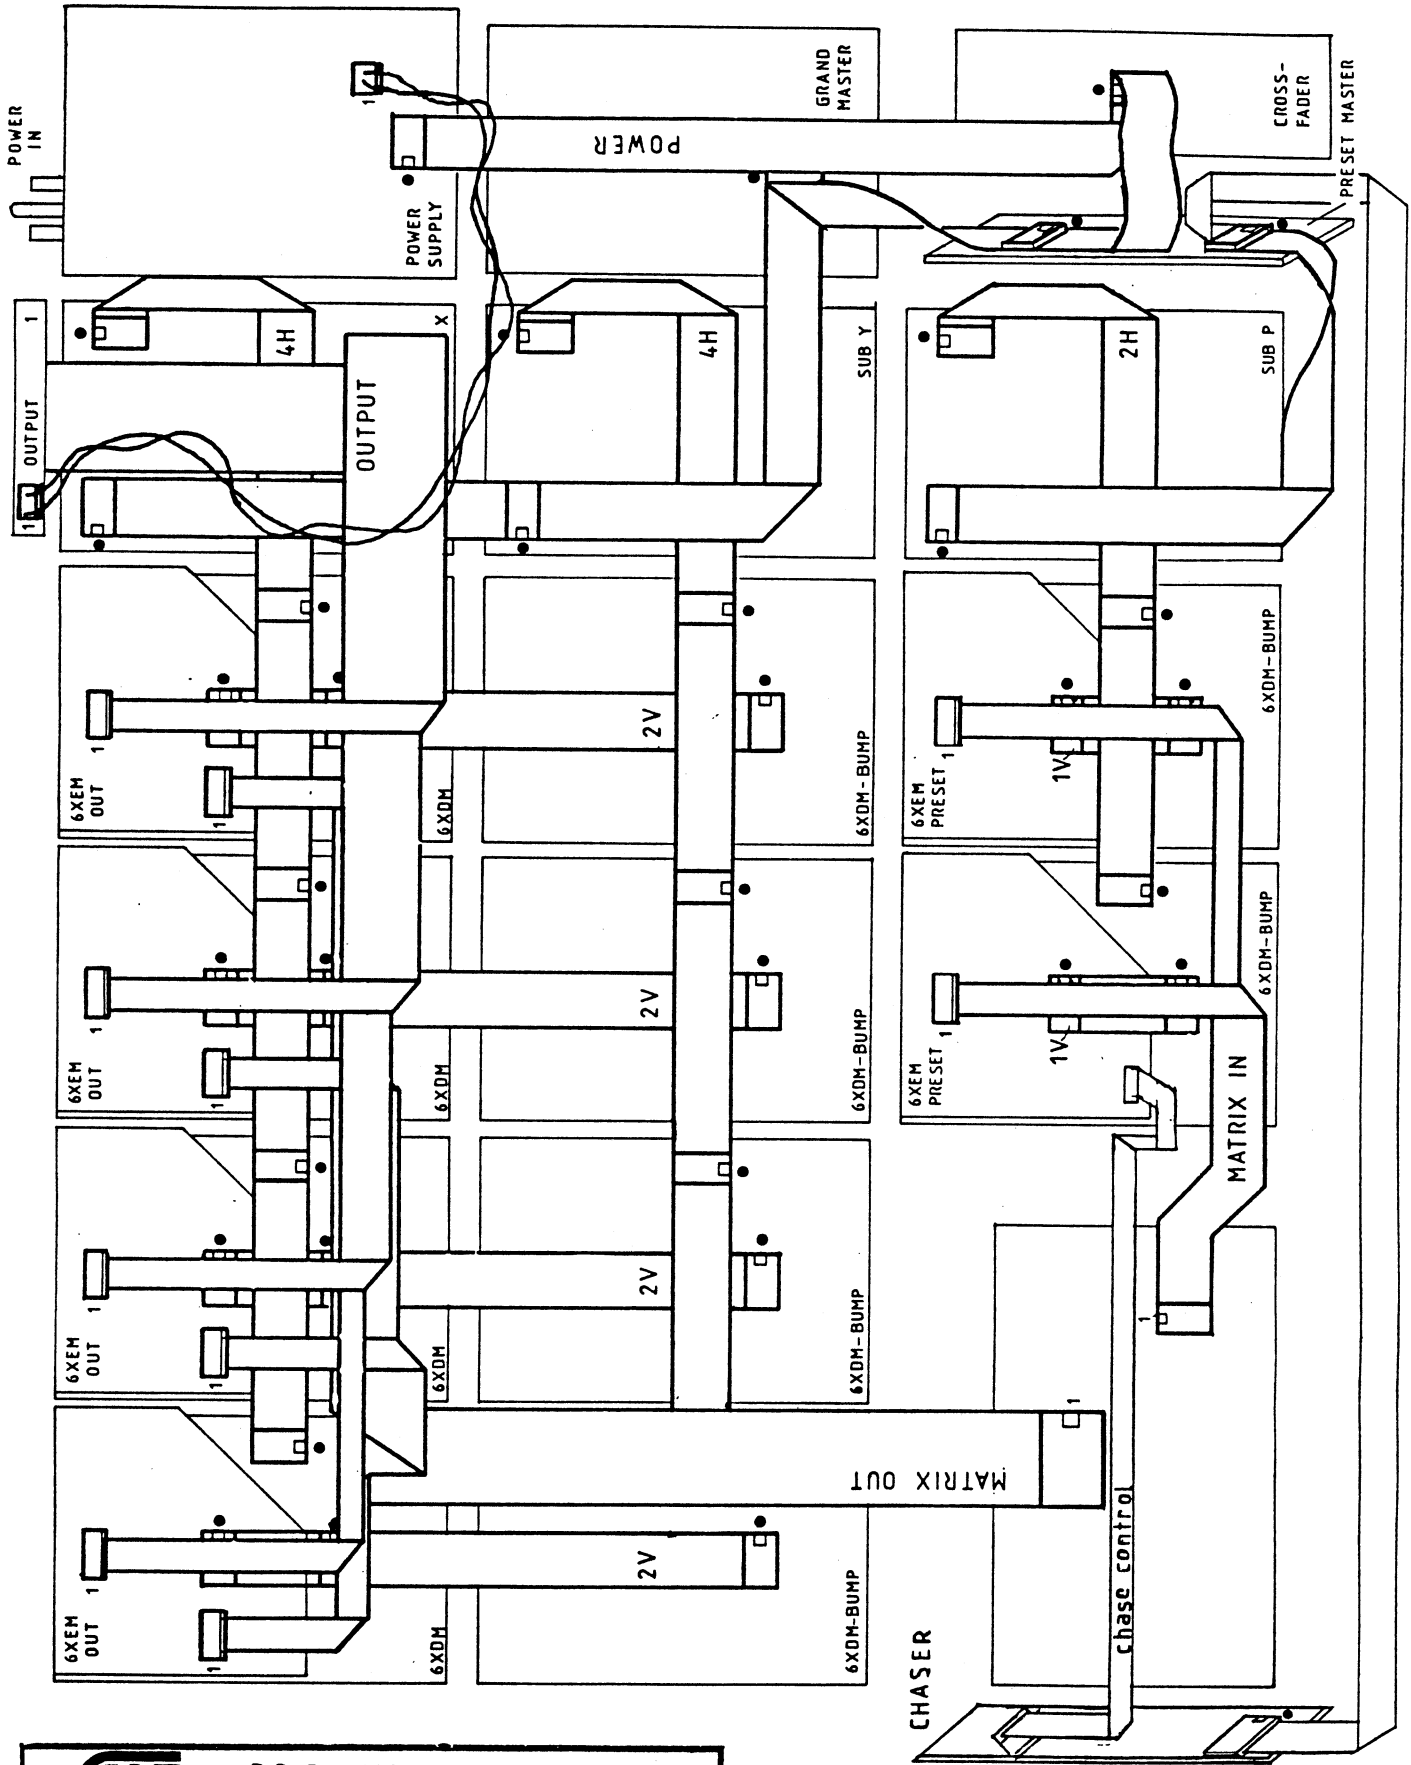 POWER
IN
1
POWER
SUPPLY
POWER
GRAND
MASTER
CROSS-
FADER
PRESET MASTER
OUTPUT
1
1
4H
X
OUTPUT
4H
SUB Y
2H
SUB P
6XEM
OUT
1
1
6XDM
2V
6XDM-BUMP
6XEM
PRESET
1
1V
6XDM-BUMP
6XEM
OUT
1
1
6XDM
2V
6XDM-BUMP
6XEM
PRESET
1
1V
6XDM-BUMP
6XEM
OUT
1
1
6XDM
2V
6XDM-BUMP
MATRIX IN
1
6XEM
OUT
1
1
6XDM
2V
6XDM-BUMP
MATRIX OUT
1
chase control
CHASER